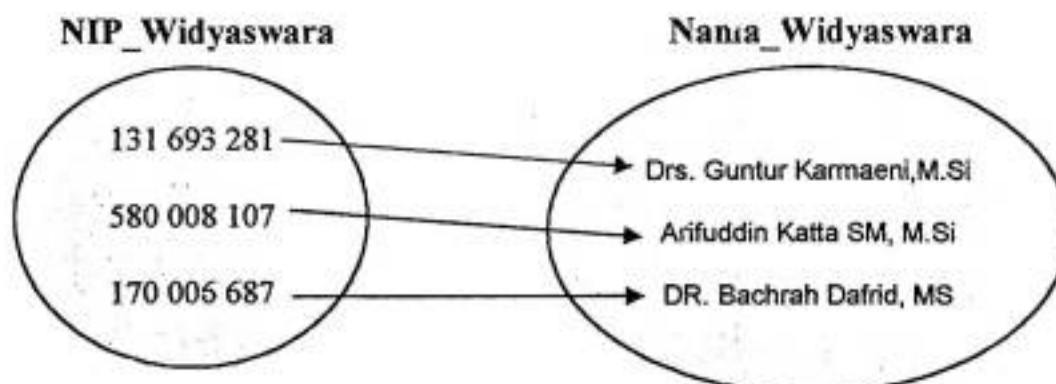 NIP_Widyaswara
Nama_Widyaswara
131 693 281
Drs. Guntur Karmaeni,M.Si
580 008 107
Arifuddin Katta SM, M.Si
170 006 687
DR. Bachrah Dafrid, MS